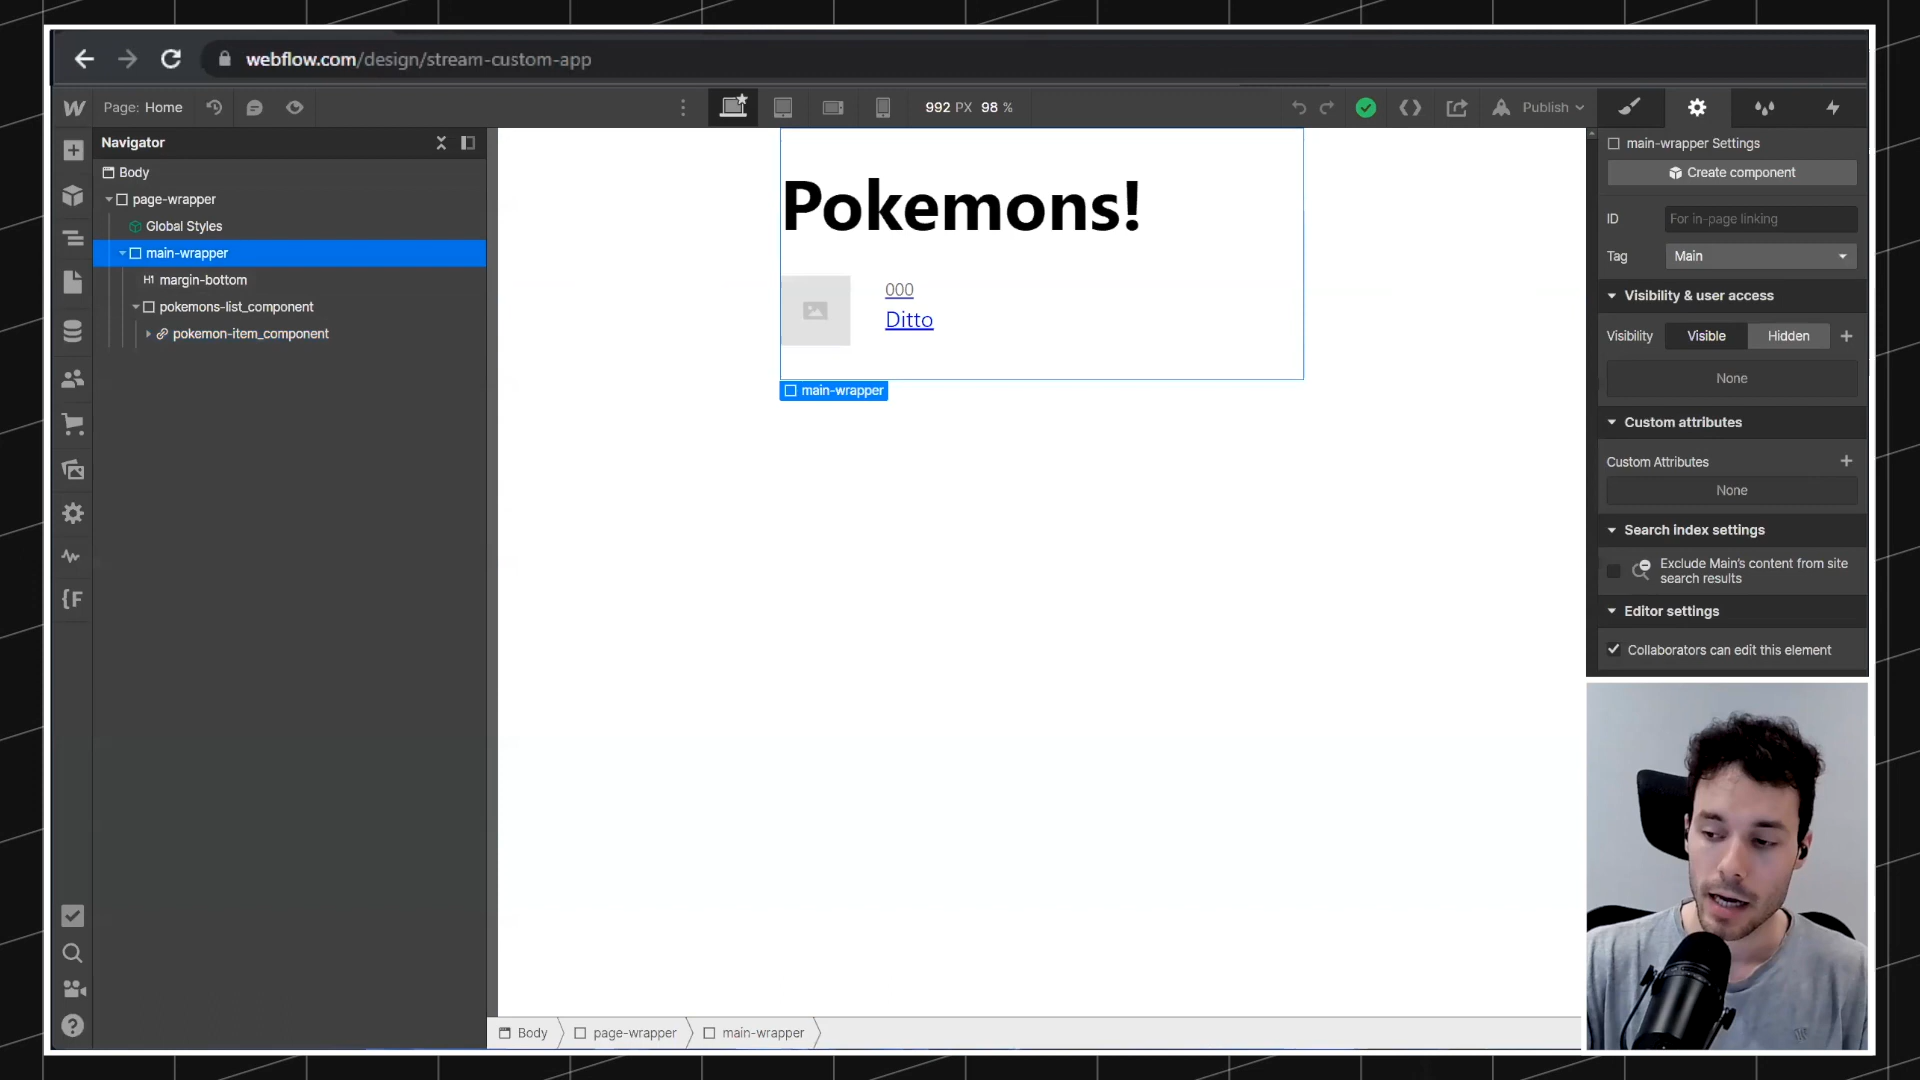 webflow.com/design/stream-custom-app
Page: Home
992 PX 98 %
Publish
Navigator
Body
page-wrapper
Global Styles
main-wrapper
H1 margin-bottom
pokemons-list_component
pokemon-item_component
Pokemons!
000
Ditto
main-wrapper
main-wrapper Settings
Create component
ID For in-page linking
Tag Main
Visibility & user access
Visibility Visible Hidden
None
Custom attributes
Custom Attributes
None
Search index settings
Exclude Main's content from site
search results
Editor settings
Collaborators can edit this element
Body page-wrapper main-wrapper